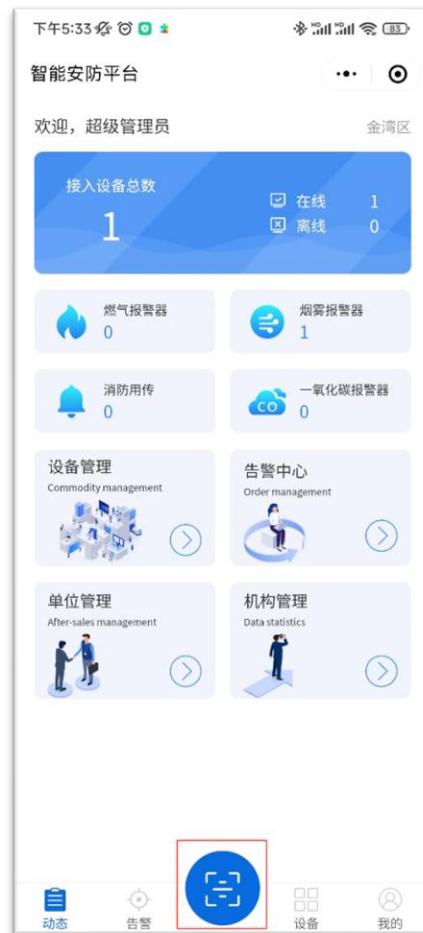 下午5:33
HD HD 83
智能安防平台
欢迎，超级管理员 金湾区
接入设备总数
1
在线 1
离线 0
燃气报警器
0
烟雾报警器
1
消防用传
0
一氧化碳报警器
CO 0
设备管理
Commodity management
告警中心
Order management
单位管理
After-sales management
机构管理
Data statistics
动态 告警 设备 我的